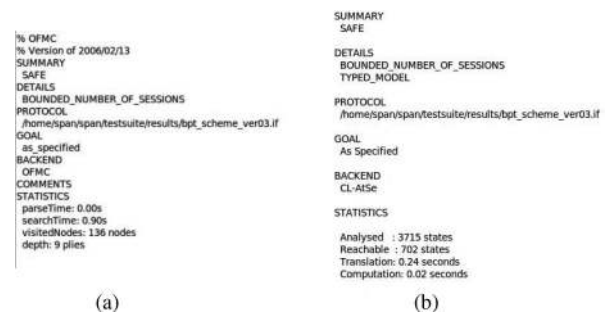 % OFMC
% Version of 2006/02/13
SUMMARY
SAFE
DETAILS
BOUNDED_NUMBER_OF_SESSIONS
PROTOCOL
/home/span/span/testsuite/results/bpt_scheme_ver03.if
GOAL
as_specified
BACKEND
OFMC
COMMENTS
STATISTICS
parseTime: 0.00s
searchTime: 0.90s
visitedNodes: 136 nodes
depth: 9 plies
(a)
SUMMARY
SAFE
DETAILS
BOUNDED_NUMBER_OF_SESSIONS
TYPED_MODEL
PROTOCOL
/home/span/span/testsuite/results/bpt_scheme_ver03.if
GOAL
As Specified
BACKEND
CL-AtSe
STATISTICS
Analysed : 3715 states
Reachable : 702 states
Translation: 0.24 seconds
Computation: 0.02 seconds
(b)